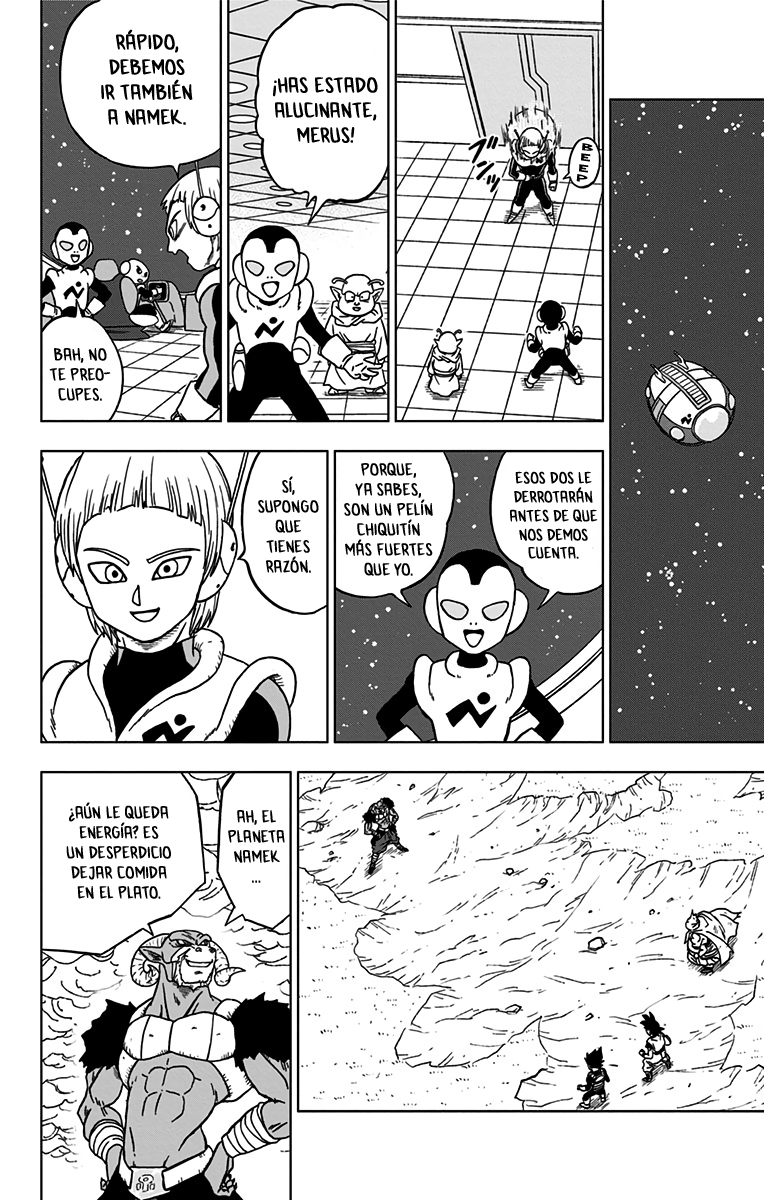 BEEP
ブンッ
¡HAS ESTADO
ALUCINANTE,
MERUS!
RÁPIDO,
DEBEMOS
IR TAMBIÉN
A NAMEK.
BAH, NO
TE PREO-
CUPES.
ESOS DOS LE
DERROTARÁN
ANTES DE QUE
NOS DEMOS
CUENTA.
PORQUE,
YA SABES,
SON UN PELÍN
CHIQUITÍN
MÁS FUERTES
QUE YO.
SÍ,
SUPONGO
QUE
TIENES
RAZÓN.
AH, EL
PLANETA
NAMEK
...
¿AÚN LE QUEDA
ENERGÍA? ES
UN DESPERDICIO
DEJAR COMIDA
EN EL PLATO.